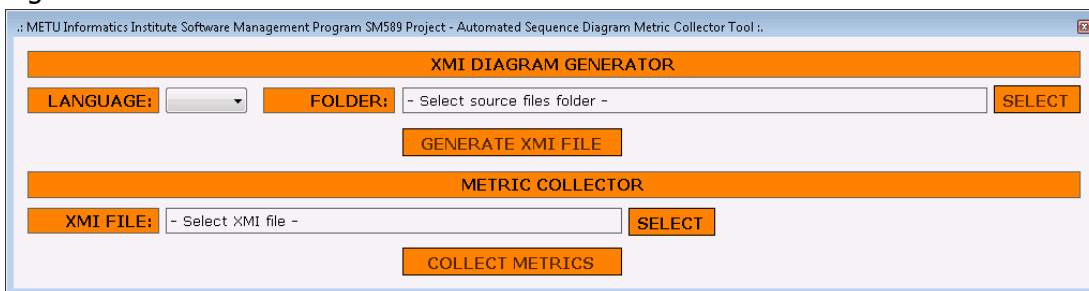 .: METU Informatics Institute Software Management Program SM589 Project - Automated Sequence Diagram Metric Collector Tool :.
XMI DIAGRAM GENERATOR
LANGUAGE: FOLDER: - Select source files folder - SELECT
GENERATE XMI FILE
METRIC COLLECTOR
XMI FILE: - Select XMI file - SELECT
COLLECT METRICS